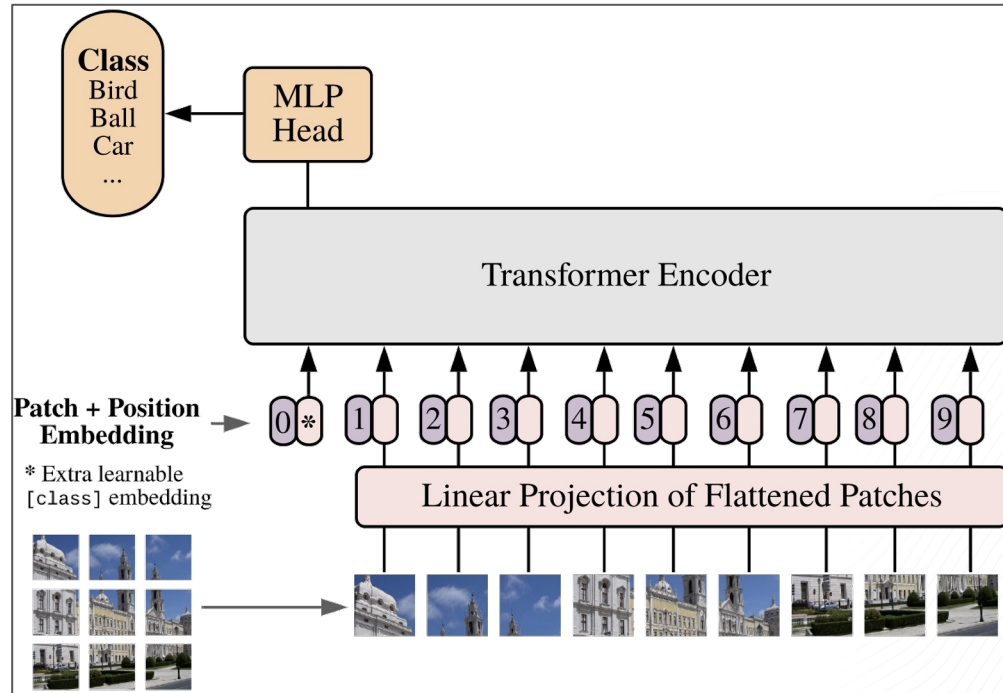 Class
Bird
Ball
Car
...
MLP
Head
Transformer Encoder
Patch + Position
Embedding
0 * 1 2 3 4 5 6 7 8 9
* Extra learnable
[class] embedding
Linear Projection of Flattened Patches